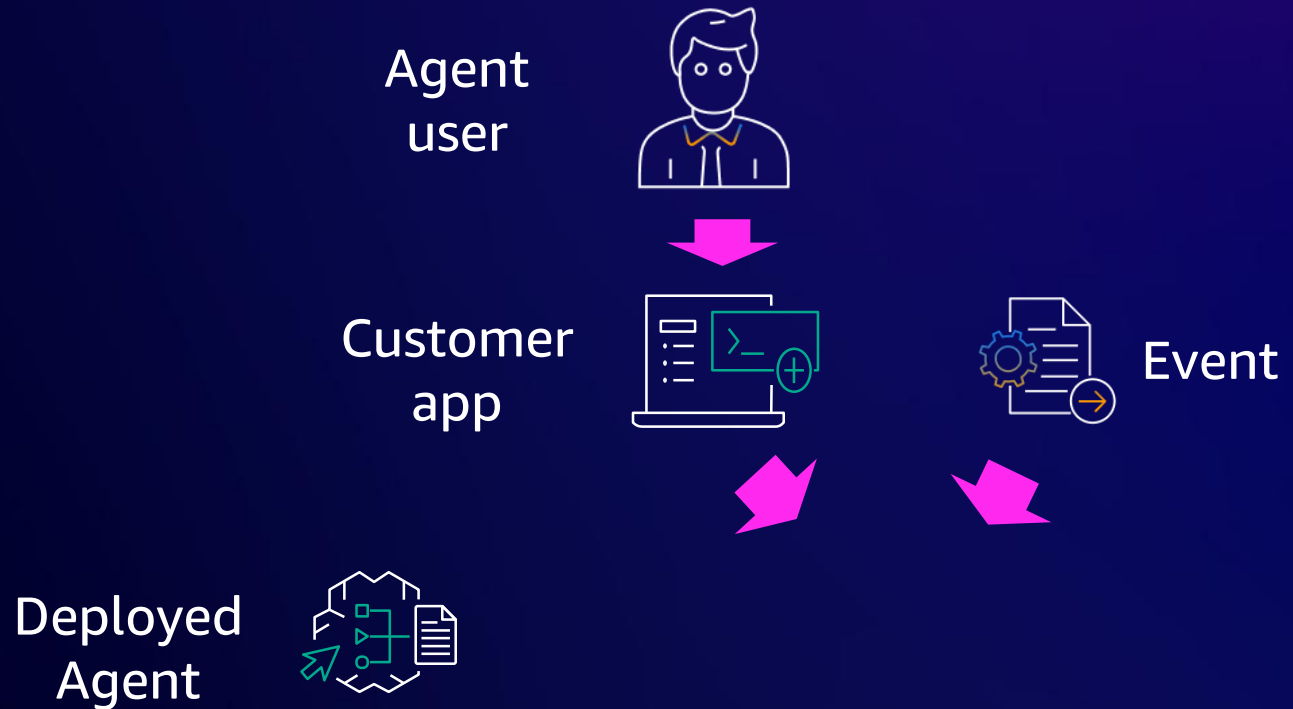 Agent
user
Customer
app
Event
Deployed
Agent